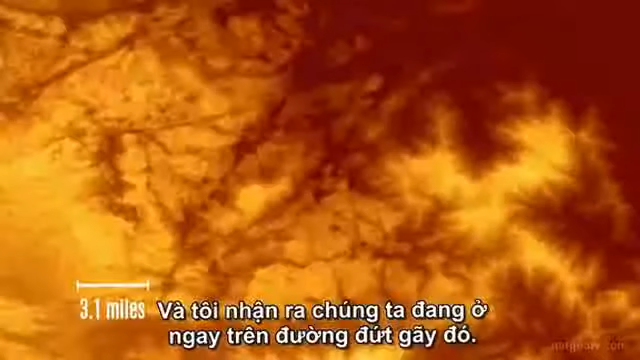 3.1 miles
Và tôi nhận ra chúng ta đang ở
ngay trên đường đứt gãy đó.